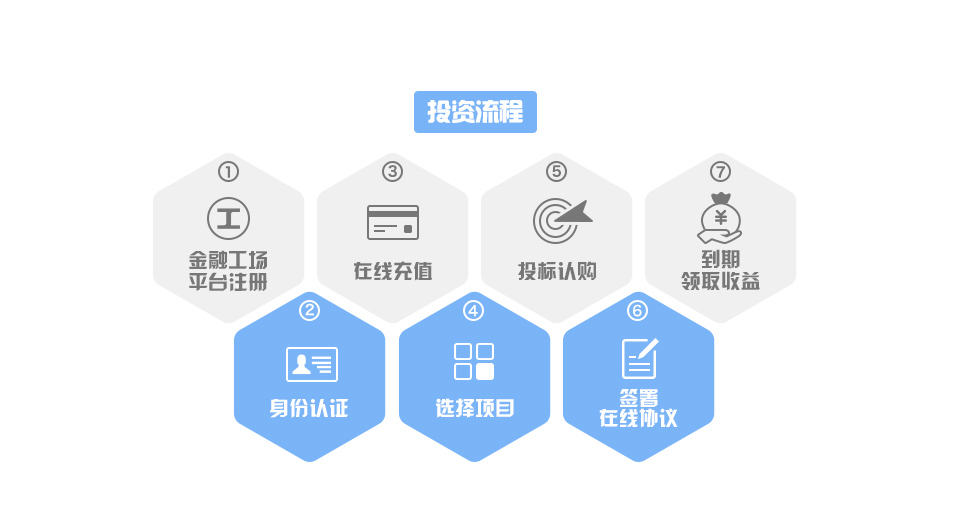 投资流程
①
金融工场
平台注册
②
身份认证
③
在线充值
④
选择项目
⑤
投标认购
⑥
签署
在线协议
⑦
¥
到期
领取收益